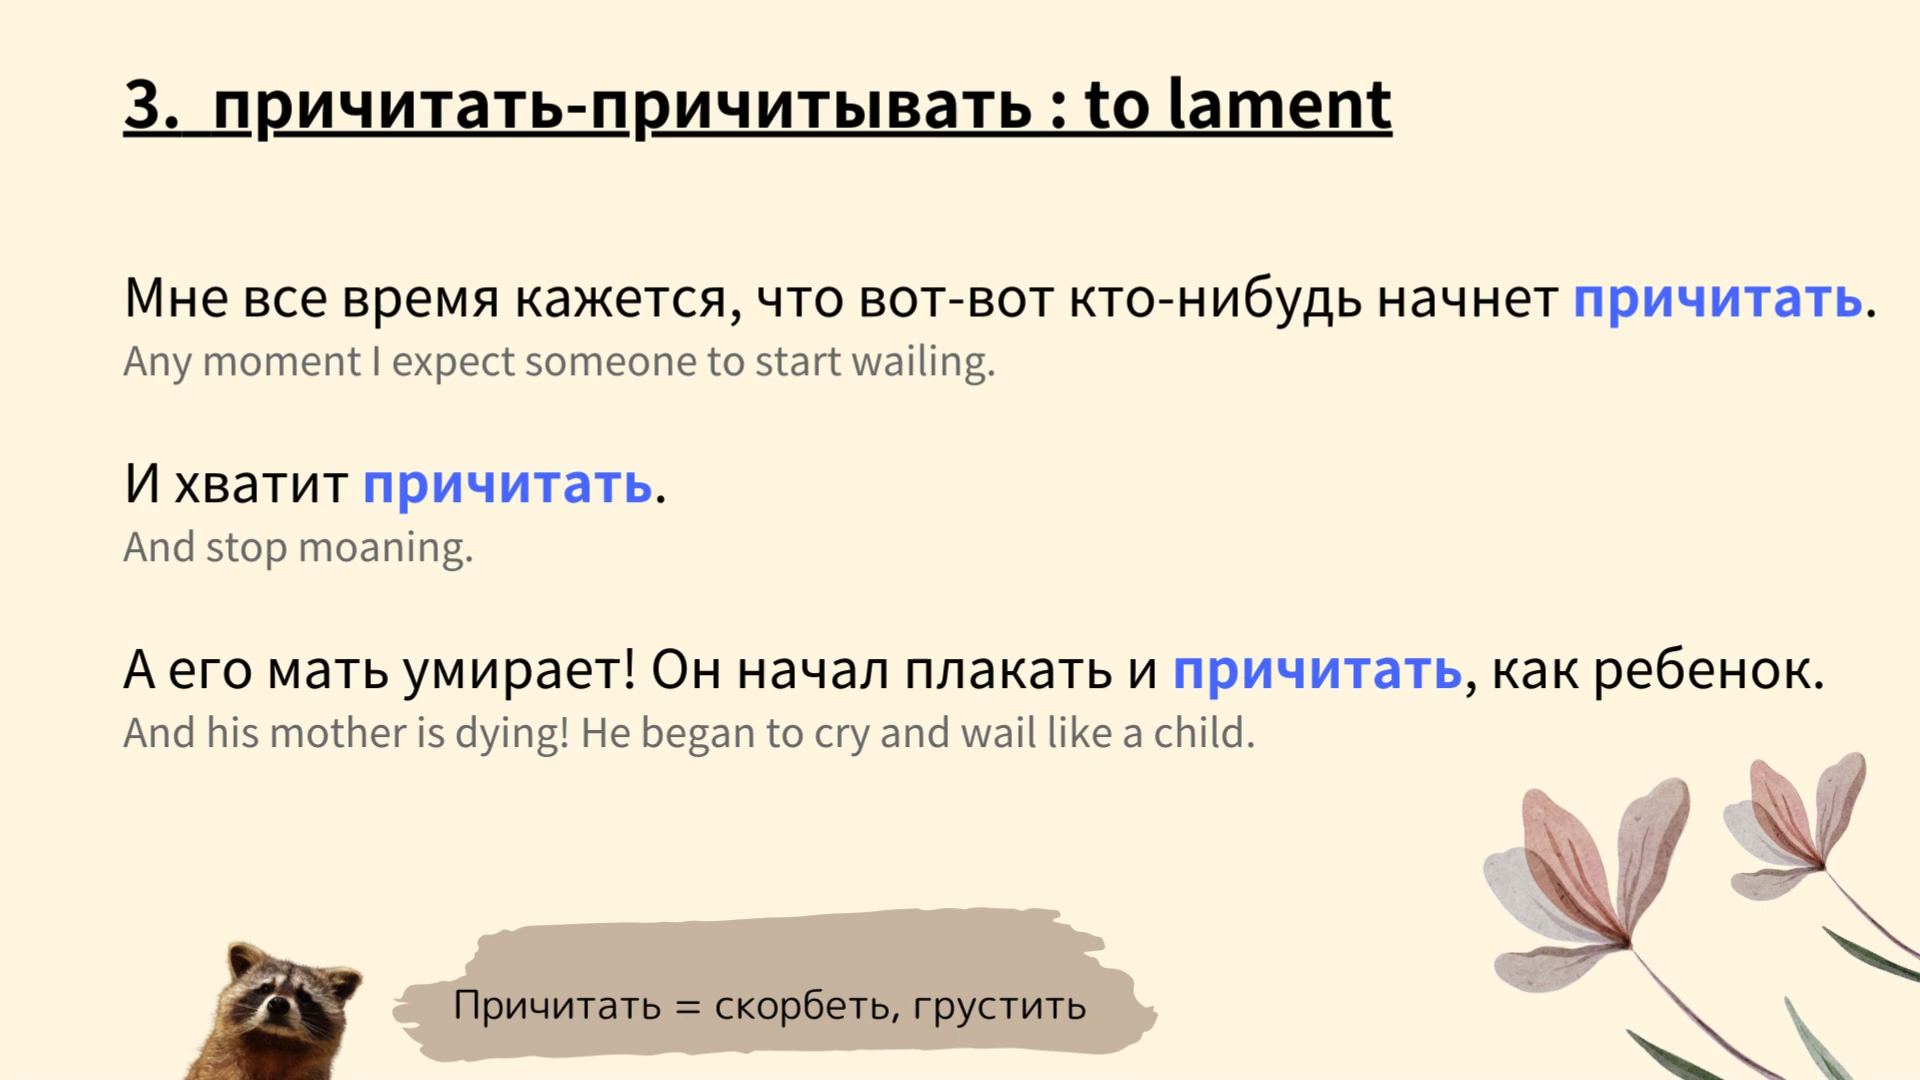 3. причитать-причитывать : to lament
Мне все время кажется, что вот-вот кто-нибудь начнет причитать.
Any moment I expect someone to start wailing.
И хватит причитать.
And stop moaning.
А его мать умирает! Он начал плакать и причитать, как ребенок.
And his mother is dying! He began to cry and wail like a child.
Причитать = скорбеть, грустить